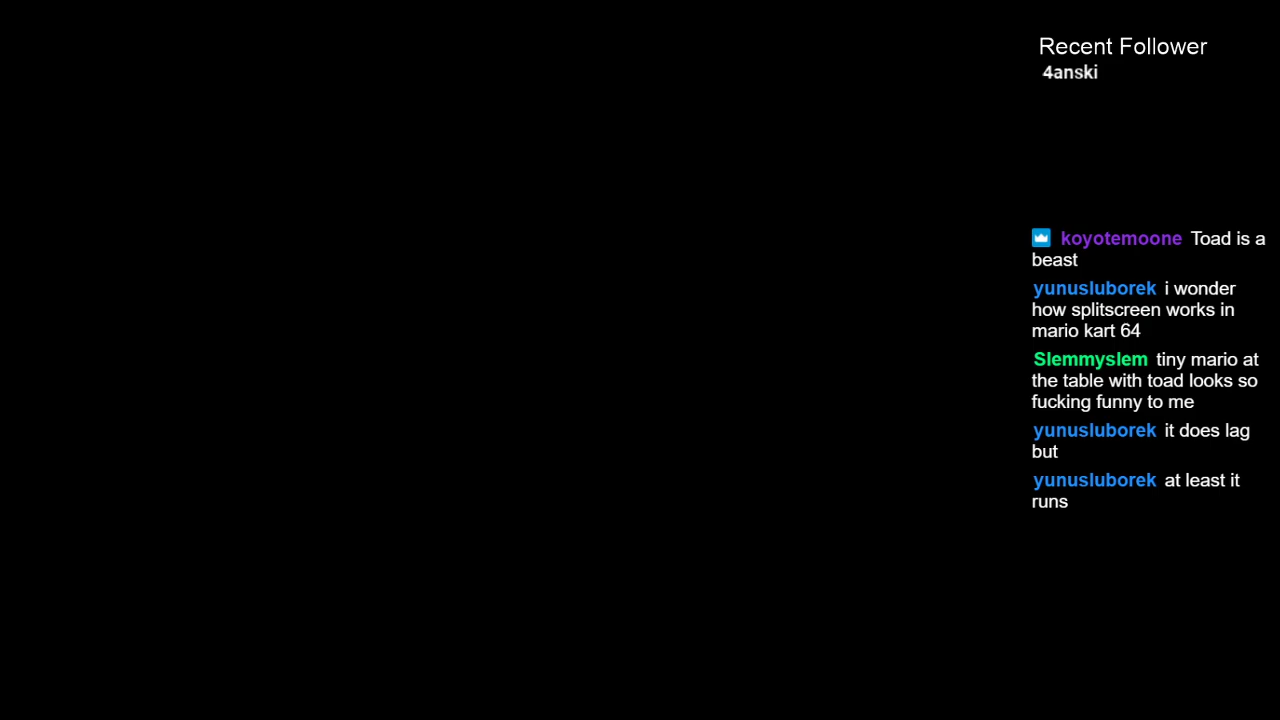 Recent Follower
4anski
koyotemoone Toad is a
beast
yunusluborek i wonder
how splitscreen works in
mario kart 64
Slemmyslem tiny mario at
the table with toad looks so
fucking funny to me
yunusluborek it does lag
but
yunusluborek at least it
runs